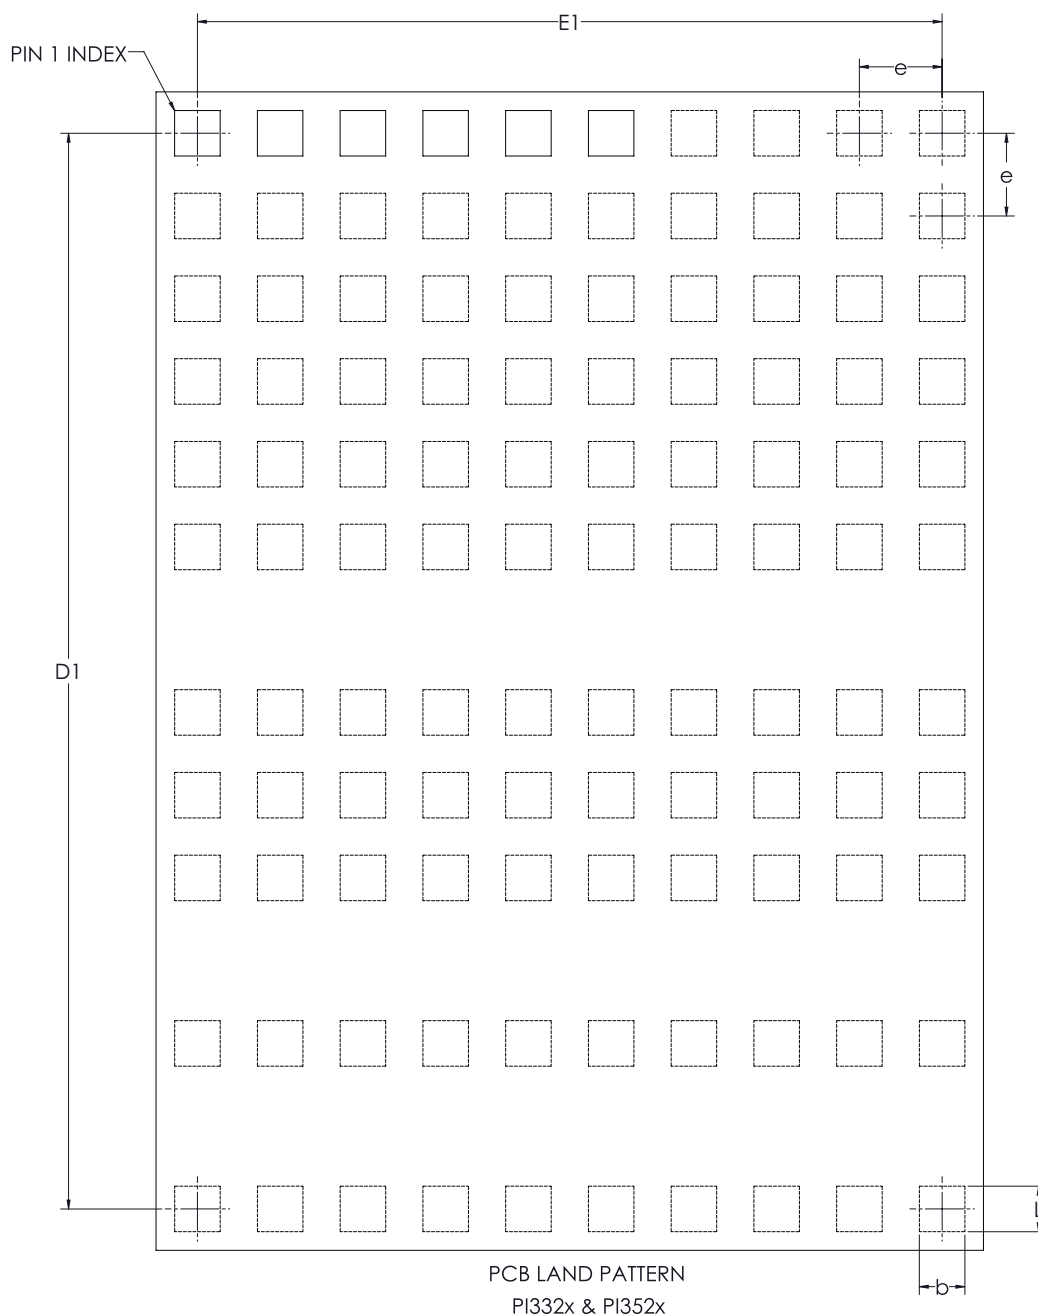 E1
PIN 1 INDEX
e
e
D1
L
b
PCB LAND PATTERN
PI332x & PI352x